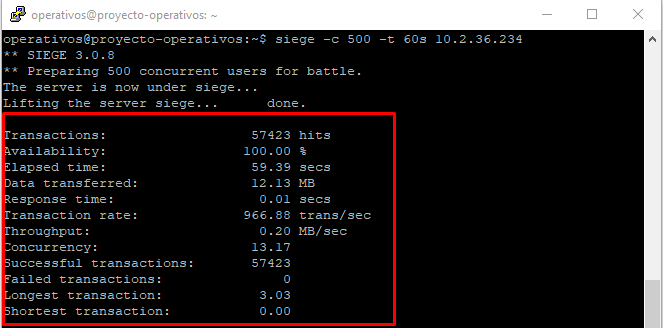 operativos@proyecto-operativos: ~
operativos@proyecto-operativos:~$ siege -c 500 -t 60s 10.2.36.234
** SIEGE 3.0.8
** Preparing 500 concurrent users for battle.
The server is now under siege...
Lifting the server siege...      done.
Transactions:                  57423 hits
Availability:                 100.00 %
Elapsed time:                  59.39 secs
Data transferred:              12.13 MB
Response time:                  0.01 secs
Transaction rate:             966.88 trans/sec
Throughput:                     0.20 MB/sec
Concurrency:                   13.17
Successful transactions:       57423
Failed transactions:               0
Longest transaction:            3.03
Shortest transaction:           0.00